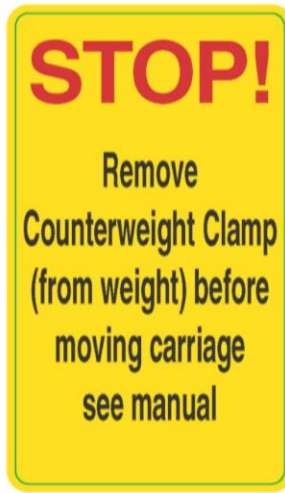 STOP!
Remove
Counterweight Clamp
(from weight) before
moving carriage
see manual